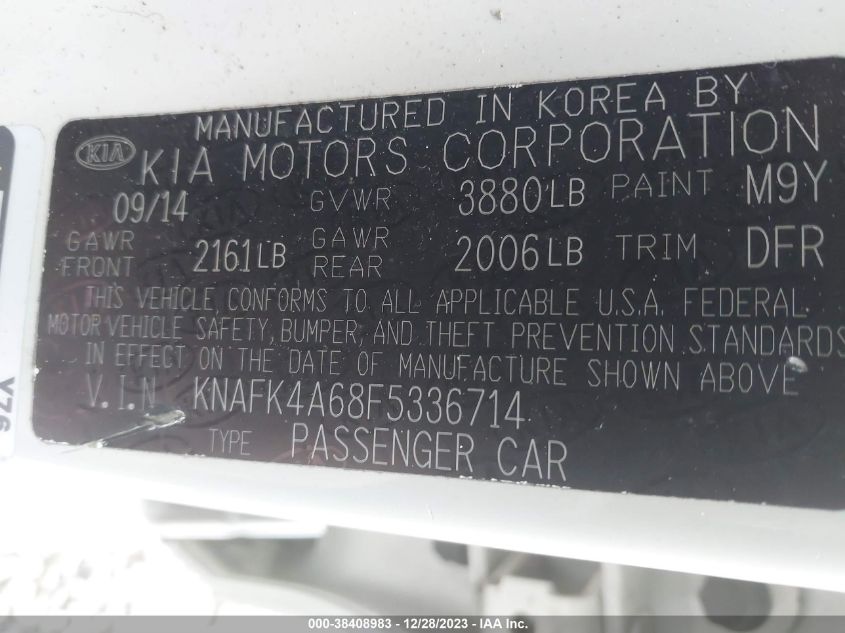 MANUFACTURED IN KOREA BY
KIA KIA MOTORS CORPORATION
09/14 GVWR 3880LB PAINT M9Y
GAWR FRONT 2161LB GAWR REAR 2006LB TRIM DFR
THIS VEHICLE CONFORMS TO ALL APPLICABLE U.S.A. FEDERAL
MOTOR VEHICLE SAFETY, BUMPER, AND THEFT PREVENTION STANDARDS
IN EFFECT ON THE DATE OF MANUFACTURE SHOWN ABOVE
V.I.N KNAFK4A68F5336714
TYPE PASSENGER CAR
000-38408983 - 12/28/2023 - IAA Inc.